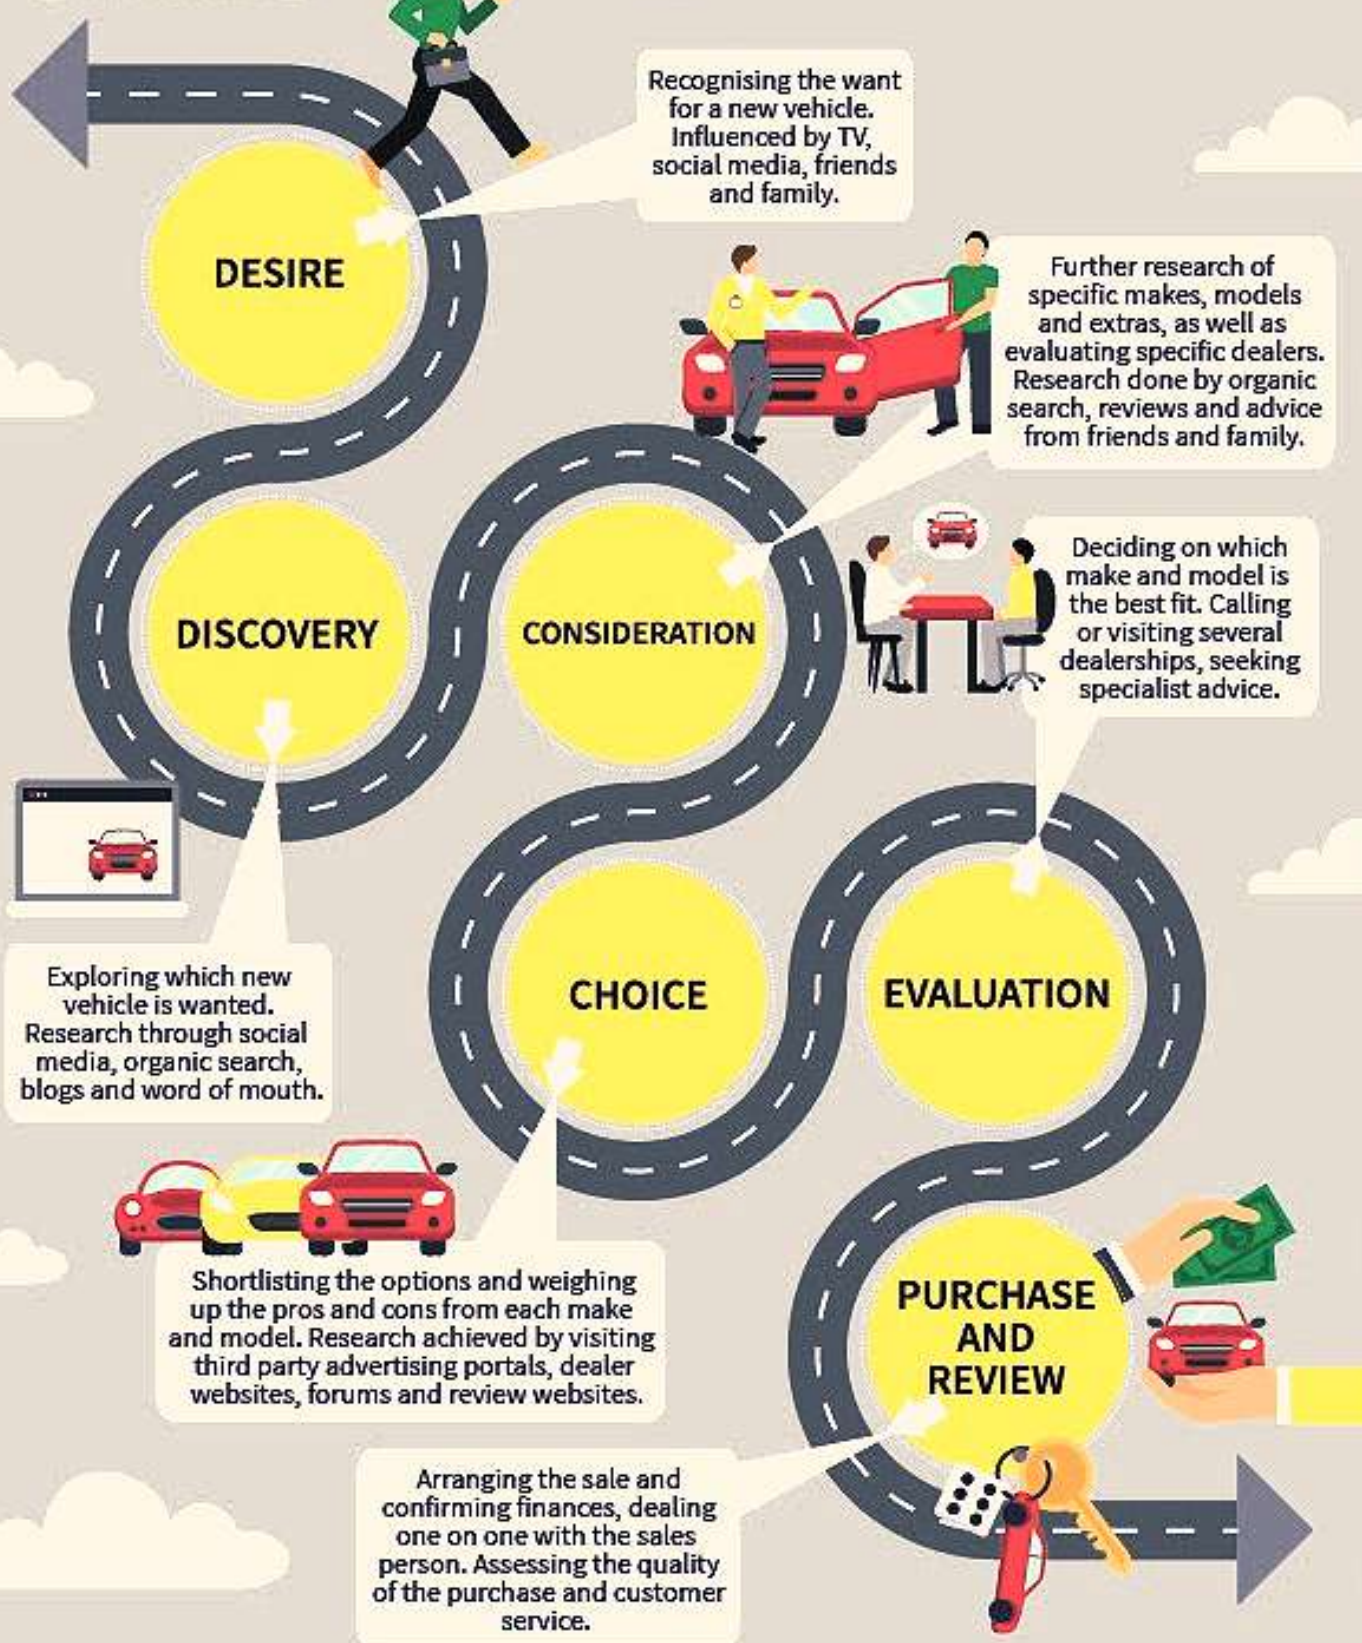 DESIRE
Recognising the want
for a new vehicle.
Influenced by TV,
social media, friends
and family.
DISCOVERY
Exploring which new
vehicle is wanted.
Research through social
media, organic search,
blogs and word of mouth.
CONSIDERATION
Further research of
specific makes, models
and extras, as well as
evaluating specific dealers.
Research done by organic
search, reviews and advice
from friends and family.
CHOICE
Shortlisting the options and weighing
up the pros and cons from each make
and model. Research achieved by visiting
third party advertising portals, dealer
websites, forums and review websites.
EVALUATION
Deciding on which
make and model is
the best fit. Calling
or visiting several
dealerships, seeking
specialist advice.
PURCHASE
AND
REVIEW
Arranging the sale and
confirming finances, dealing
one on one with the sales
person. Assessing the quality
of the purchase and customer
service.